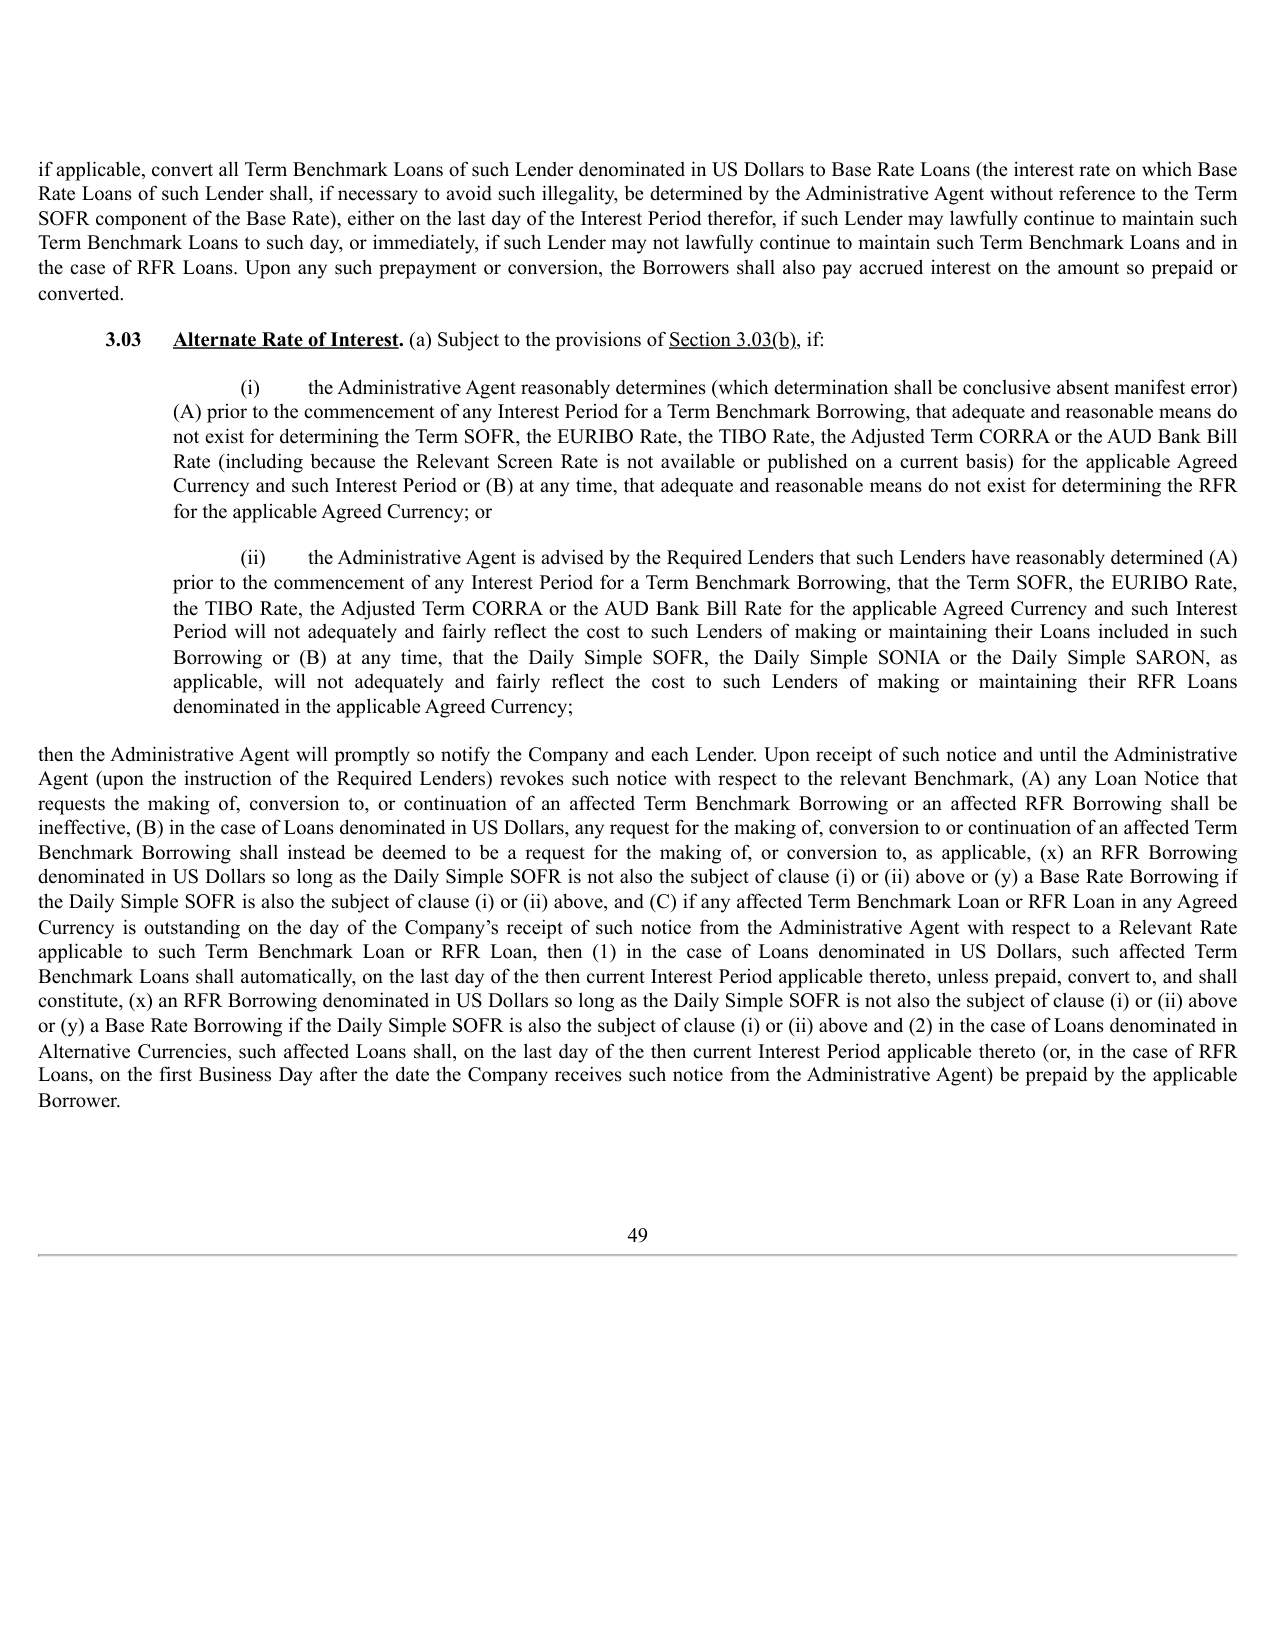 if applicable, convert all Term Benchmark Loans of such Lender denominated in US Dollars to Base Rate Loans (the interest rate on which Base
Rate Loans of such Lender shall, if necessary to avoid such illegality, be determined by the Administrative Agent without reference to the Term
SOFR component of the Base Rate), either on the last day of the Interest Period therefor, if such Lender may lawfully continue to maintain such
Term Benchmark Loans to such day, or immediately, if such Lender may not lawfully continue to maintain such Term Benchmark Loans and in
the case of RFR Loans. Upon any such prepayment or conversion, the Borrowers shall also pay accrued interest on the amount so prepaid or
converted.
3.03 Alternate Rate of Interest. (a) Subject to the provisions of Section 3.03(b), if:
(i) the Administrative Agent reasonably determines (which determination shall be conclusive absent manifest error)
(A) prior to the commencement of any Interest Period for a Term Benchmark Borrowing, that adequate and reasonable means do
not exist for determining the Term SOFR, the EURIBO Rate, the TIBO Rate, the Adjusted Term CORRA or the AUD Bank Bill
Rate (including because the Relevant Screen Rate is not available or published on a current basis) for the applicable Agreed
Currency and such Interest Period or (B) at any time, that adequate and reasonable means do not exist for determining the RFR
for the applicable Agreed Currency; or
(ii) the Administrative Agent is advised by the Required Lenders that such Lenders have reasonably determined (A)
prior to the commencement of any Interest Period for a Term Benchmark Borrowing, that the Term SOFR, the EURIBO Rate,
the TIBO Rate, the Adjusted Term CORRA or the AUD Bank Bill Rate for the applicable Agreed Currency and such Interest
Period will not adequately and fairly reflect the cost to such Lenders of making or maintaining their Loans included in such
Borrowing or (B) at any time, that the Daily Simple SOFR, the Daily Simple SONIA or the Daily Simple SARON, as
applicable, will not adequately and fairly reflect the cost to such Lenders of making or maintaining their RFR Loans
denominated in the applicable Agreed Currency;
then the Administrative Agent will promptly so notify the Company and each Lender. Upon receipt of such notice and until the Administrative
Agent (upon the instruction of the Required Lenders) revokes such notice with respect to the relevant Benchmark, (A) any Loan Notice that
requests the making of, conversion to, or continuation of an affected Term Benchmark Borrowing or an affected RFR Borrowing shall be
ineffective, (B) in the case of Loans denominated in US Dollars, any request for the making of, conversion to or continuation of an affected Term
Benchmark Borrowing shall instead be deemed to be a request for the making of, or conversion to, as applicable, (x) an RFR Borrowing
denominated in US Dollars so long as the Daily Simple SOFR is not also the subject of clause (i) or (ii) above or (y) a Base Rate Borrowing if
the Daily Simple SOFR is also the subject of clause (i) or (ii) above, and (C) if any affected Term Benchmark Loan or RFR Loan in any Agreed
Currency is outstanding on the day of the Company’s receipt of such notice from the Administrative Agent with respect to a Relevant Rate
applicable to such Term Benchmark Loan or RFR Loan, then (1) in the case of Loans denominated in US Dollars, such affected Term
Benchmark Loans shall automatically, on the last day of the then current Interest Period applicable thereto, unless prepaid, convert to, and shall
constitute, (x) an RFR Borrowing denominated in US Dollars so long as the Daily Simple SOFR is not also the subject of clause (i) or (ii) above
or (y) a Base Rate Borrowing if the Daily Simple SOFR is also the subject of clause (i) or (ii) above and (2) in the case of Loans denominated in
Alternative Currencies, such affected Loans shall, on the last day of the then current Interest Period applicable thereto (or, in the case of RFR
Loans, on the first Business Day after the date the Company receives such notice from the Administrative Agent) be prepaid by the applicable
Borrower.
49